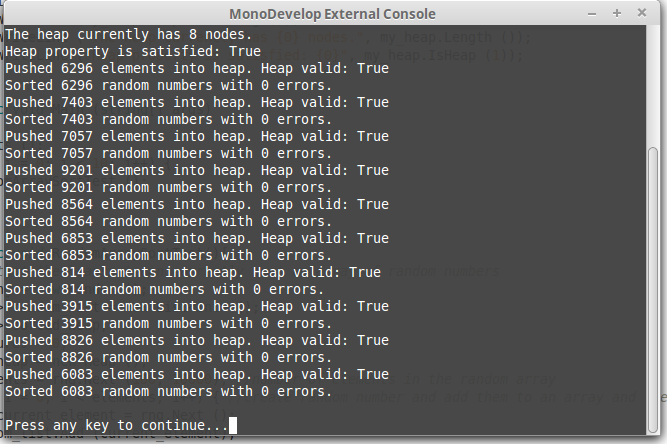 MonoDevelop External Console
The heap currently has 8 nodes.
Heap property is satisfied: True
Pushed 6296 elements into heap. Heap valid: True
Sorted 6296 random numbers with 0 errors.
Pushed 7403 elements into heap. Heap valid: True
Sorted 7403 random numbers with 0 errors.
Pushed 7057 elements into heap. Heap valid: True
Sorted 7057 random numbers with 0 errors.
Pushed 9201 elements into heap. Heap valid: True
Sorted 9201 random numbers with 0 errors.
Pushed 8564 elements into heap. Heap valid: True
Sorted 8564 random numbers with 0 errors.
Pushed 6853 elements into heap. Heap valid: True
Sorted 6853 random numbers with 0 errors.
Pushed 814 elements into heap. Heap valid: True
Sorted 814 random numbers with 0 errors.
Pushed 3915 elements into heap. Heap valid: True
Sorted 3915 random numbers with 0 errors.
Pushed 8826 elements into heap. Heap valid: True
Sorted 8826 random numbers with 0 errors.
Pushed 6083 elements into heap. Heap valid: True
Sorted 6083 random numbers with 0 errors.
Press any key to continue...